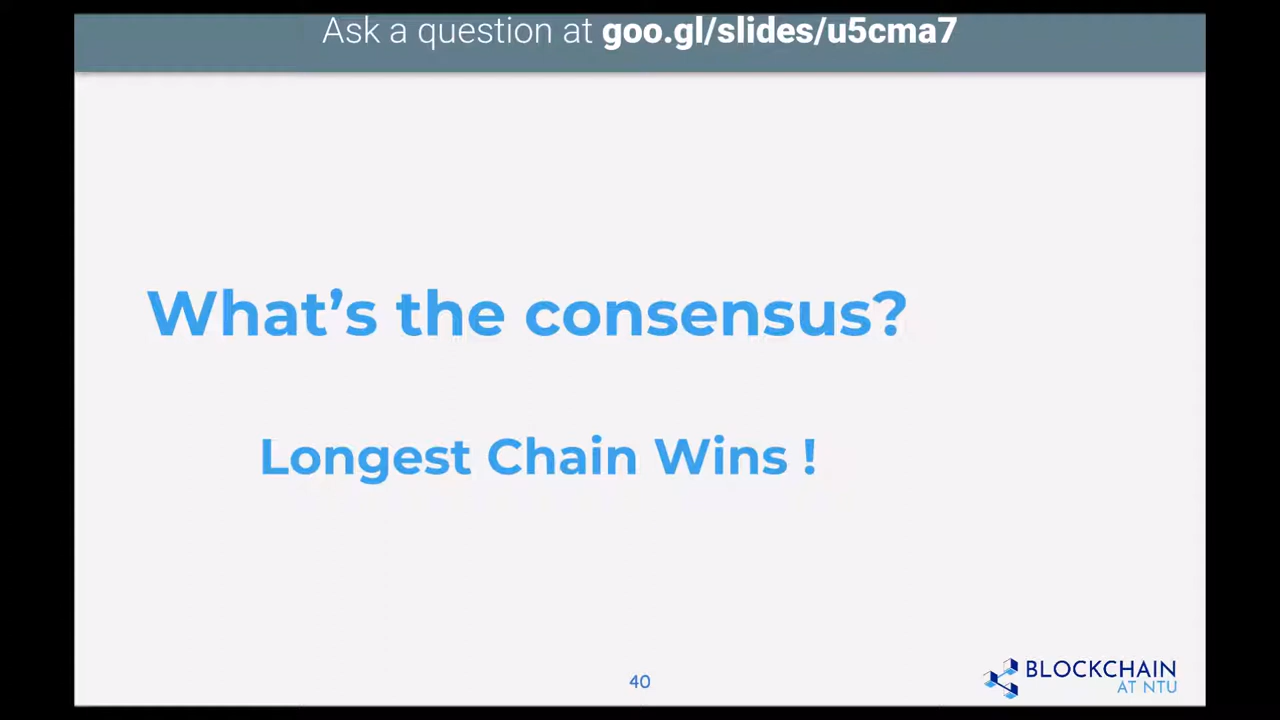 Ask a question at goo.gl/slides/u5cma7
What’s the consensus?
Longest Chain Wins !
40
BLOCKCHAIN
AT NTU